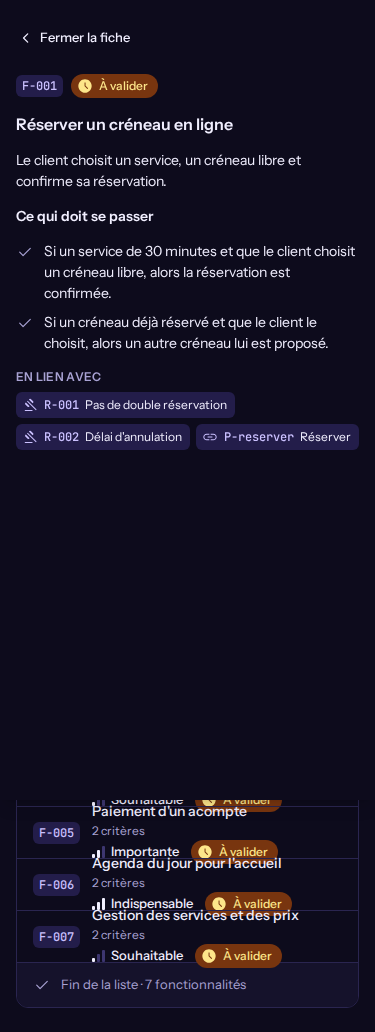 Fermer la fiche
F-001 À valider
Réserver un créneau en ligne
Le client choisit un service, un créneau libre et
confirme sa réservation.
Ce qui doit se passer
Si un service de 30 minutes et que le client choisit
un créneau libre, alors la réservation est
confirmée.
Si un créneau déjà réservé et que le client le
choisit, alors un autre créneau lui est proposé.
EN LIEN AVEC
R-001 Pas de double réservation
R-002 Délai d'annulation P-reserver Réserver
Souhaitable À valider
Paiement d'un acompte
F-005
2 critères
Importante À valider
Agenda du jour pour l'accueil
F-006
2 critères
Indispensable À valider
Gestion des services et des prix
F-007
2 critères
Souhaitable À valider
Fin de la liste · 7 fonctionnalités